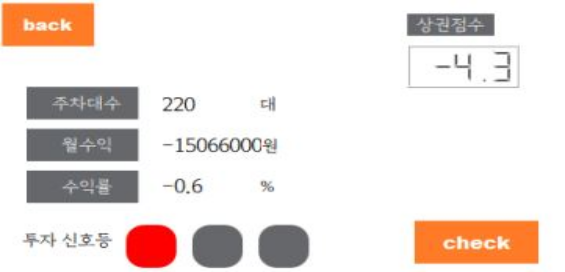 back
상권점수
-4.3
주차대수 220 대
월수익 -15066000원
수익률 -0.6 %
투자 신호등
check